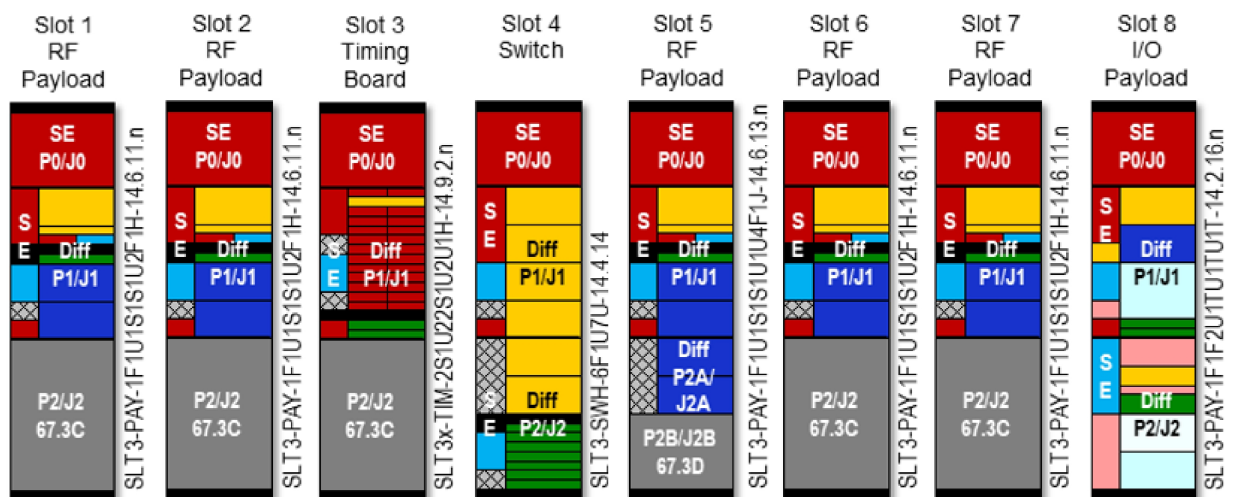 Slot 1
RF
Payload
Slot 2
RF
Payload
Slot 3
Timing
Board
Slot 4
Switch
Slot 5
RF
Payload
Slot 6
RF
Payload
Slot 7
RF
Payload
Slot 8
I/O
Payload
SE
P0/J0
S
E
Diff
P1/J1
P2/J2
67.3C
SLT3-PAY-1F1U1S1S1U2F1H-14.6.11.n
SE
P0/J0
S
E
Diff
P1/J1
P2/J2
67.3C
SLT3-PAY-1F1U1S1S1U2F1H-14.6.11.n
SE
P0/J0
S
E
Diff
P1/J1
P2/J2
67.3C
SLT3x-TIM-2S1U22S1U2U1H-14.9.2.n
SE
P0/J0
S
E
Diff
P1/J1
S
E
Diff
P2/J2
SLT3-SWH-6F1U7U-14.4.14
SE
P0/J0
S
E
Diff
P1/J1
Diff
P2A/
J2A
P2B/J2B
67.3D
SLT3-PAY-1F1U1S1S1U1U4F1J-14.6.13.n
SE
P0/J0
S
E
Diff
P1/J1
P2/J2
67.3C
SLT3-PAY-1F1U1S1S1U2F1H-14.6.11.n
SE
P0/J0
S
E
Diff
P1/J1
P2/J2
67.3C
SLT3-PAY-1F1U1S1S1U2F1H-14.6.11.n
SE
P0/J0
S
E
Diff
P1/J1
S
E
Diff
P2/J2
SLT3-PAY-1F1F2U1TU1TU1T-14.2.16.n